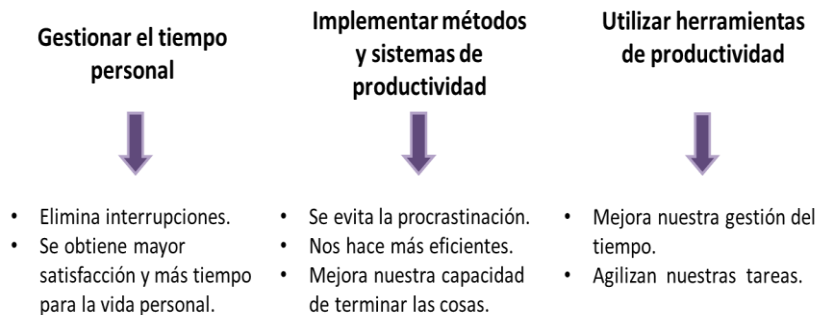 Gestionar el tiempo
personal
Implementar métodos
y sistemas de
productividad
Utilizar herramientas
de productividad
• Elimina interrupciones.
• Se obtiene mayor
satisfacción y más tiempo
para la vida personal.
• Se evita la procrastinación.
• Nos hace más eficientes.
• Mejora nuestra capacidad
de terminar las cosas.
• Mejora nuestra gestión del
tiempo.
• Agilizan nuestras tareas.